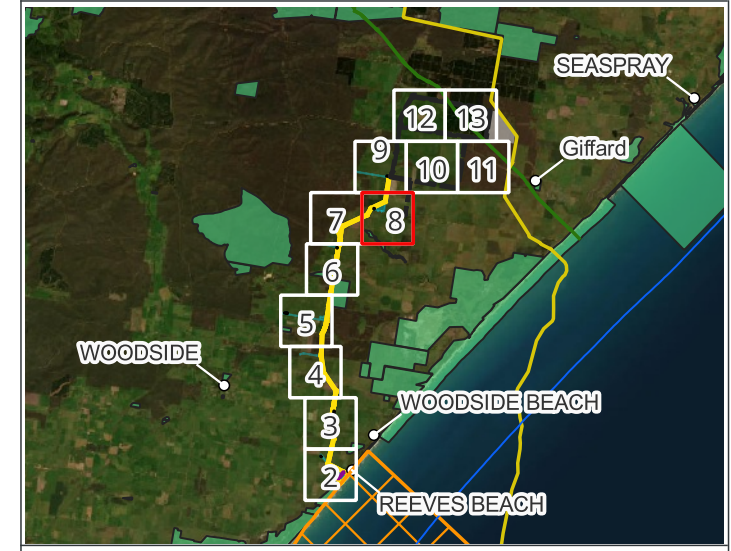 SEASPRAY
12 13
9
Giffard
10 11
7 8
6
5
WOODSIDE
4
WOODSIDE BEACH
3
2
REEVES BEACH